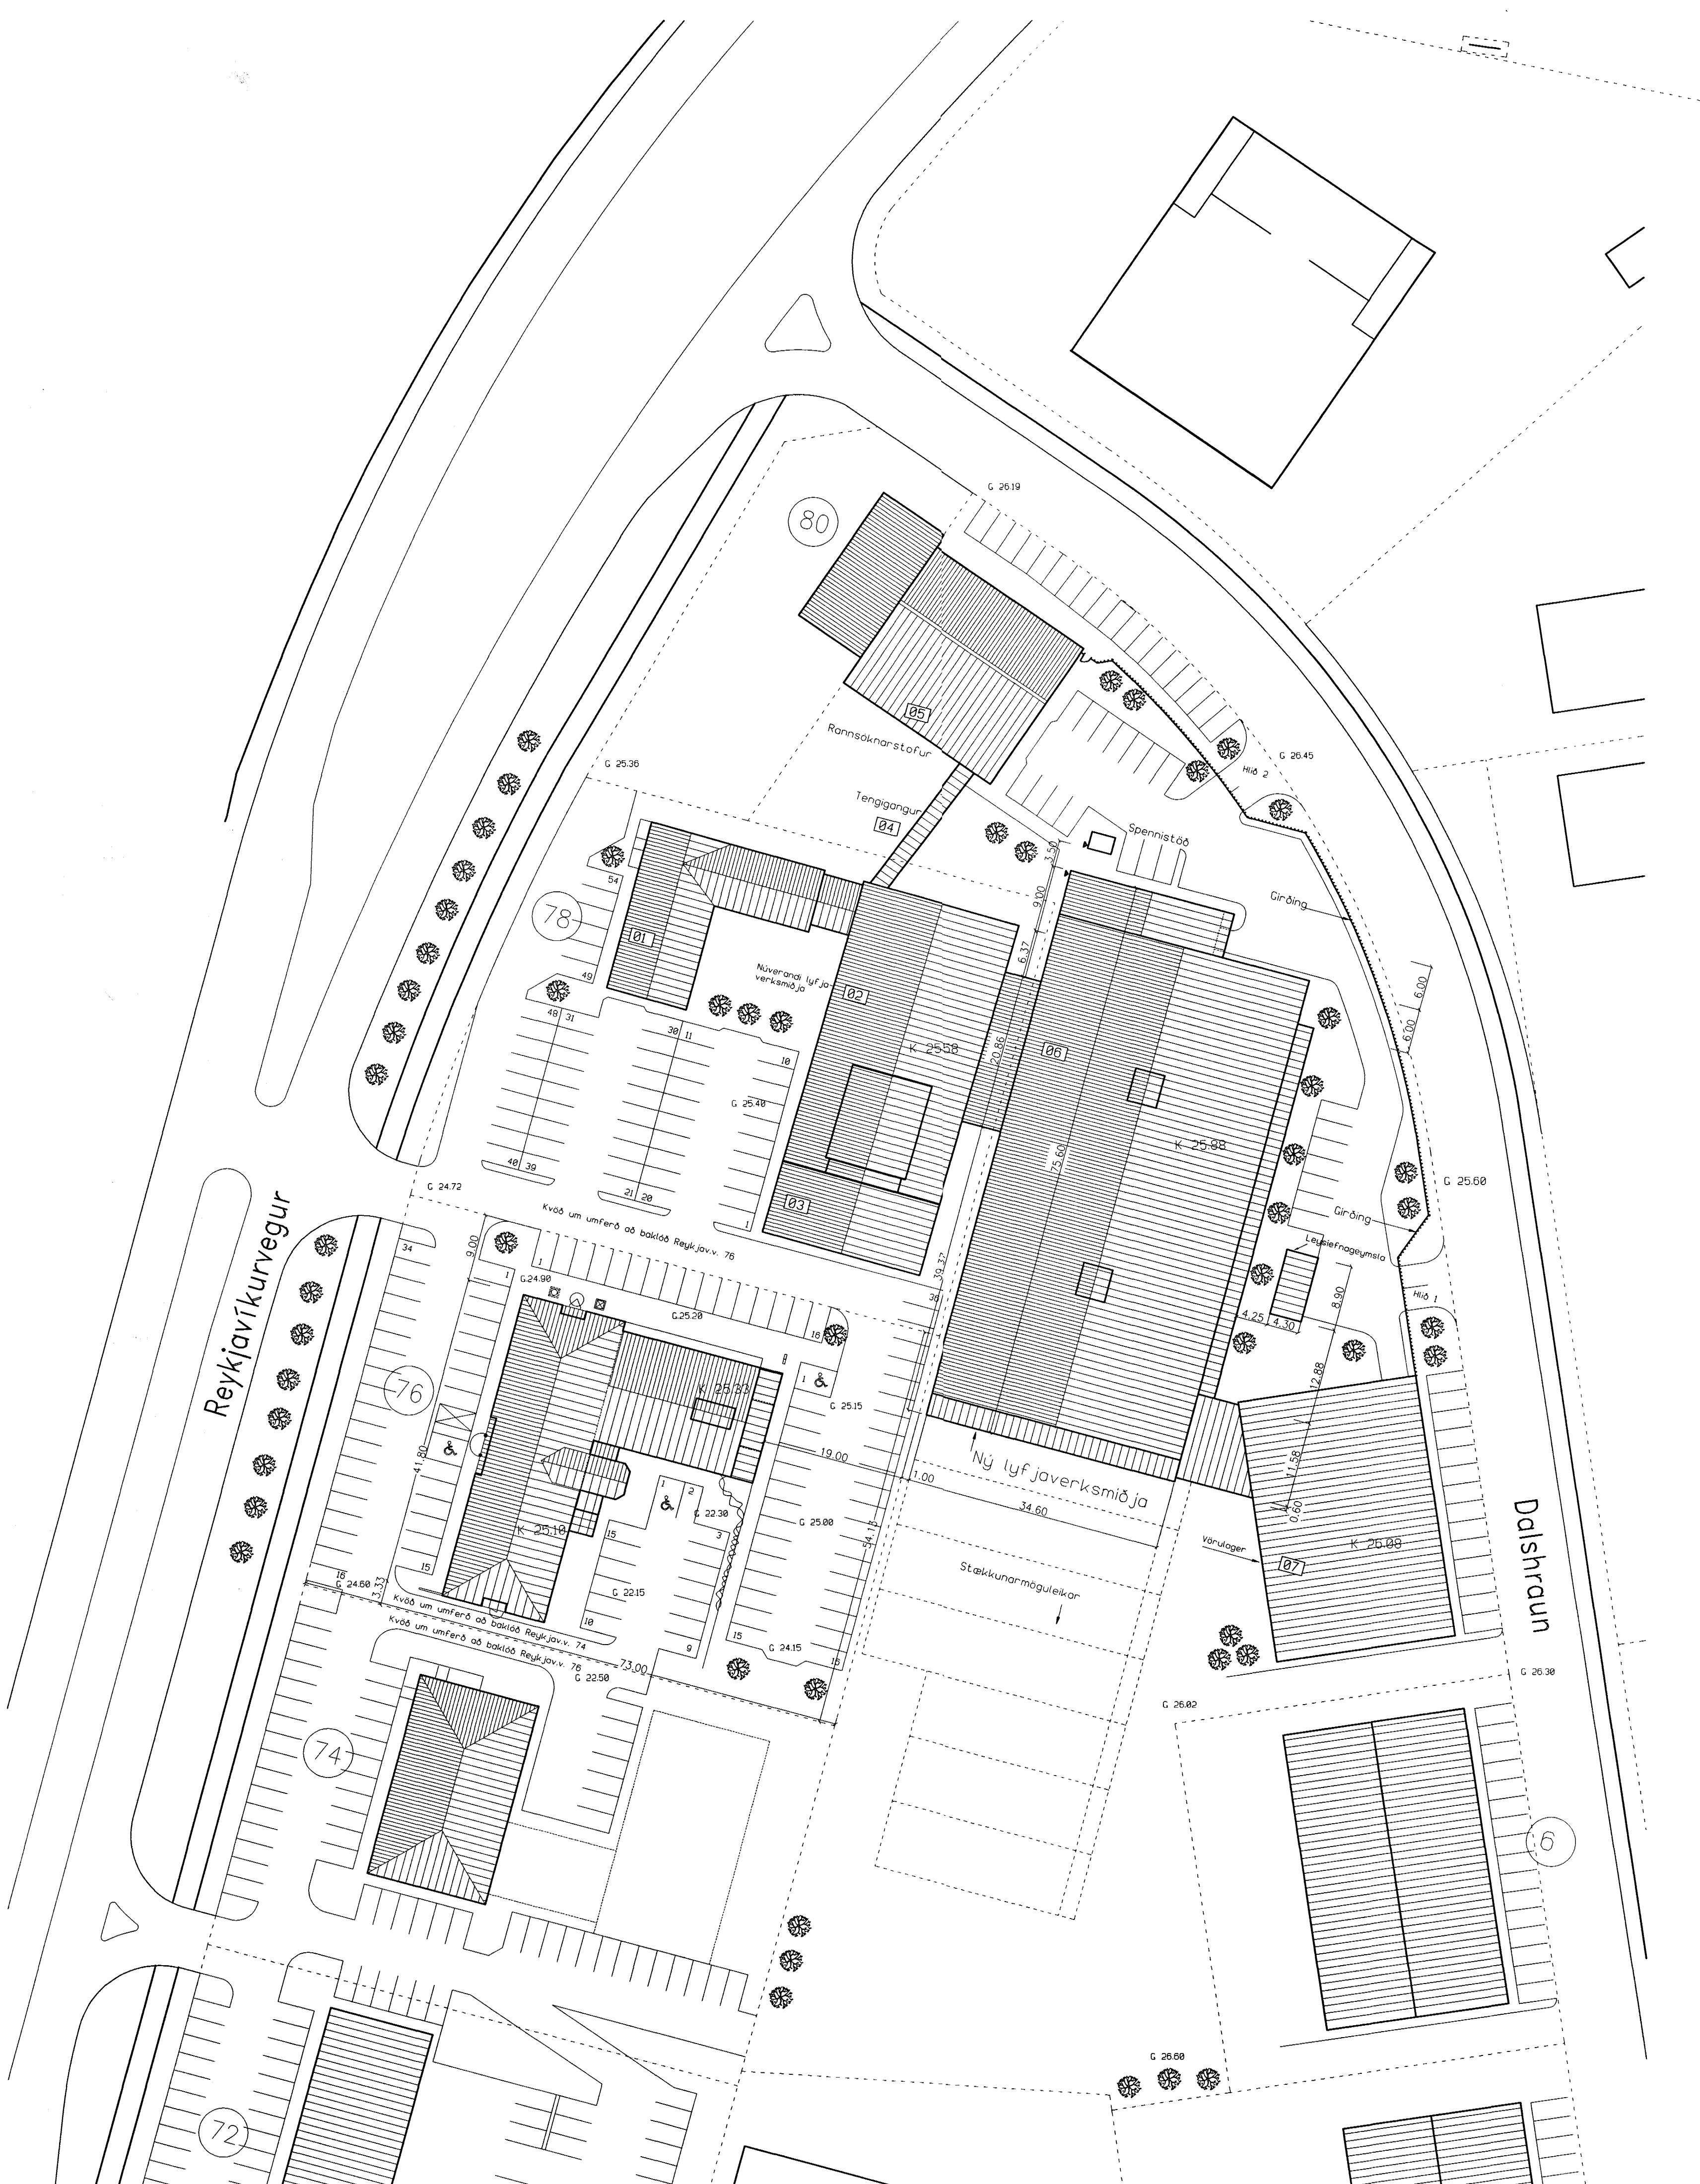 G 26.19
80
05
Rannsóknarstofur
G 26.45
Hlið 2
G 25.36
Tengigangur
04
Spennistöð
3.50
54
78
01
9.00
Girðing
6.37
Núverandi lyfja-
verksmiðja
02
49
48
31
30
11
10
K 25.58
20.86
06
6.00
6.00
G 25.40
K 25.88
75.60
40
39
21
20
1
03
G 24.72
G 25.60
Kvöð um umferð að baklóð Reykjav.v. 76
Girðing
Leysiefnageymsla
Reykjavíkurvegur
34
9.00
1
1
G 24.90
39.37
36
G 25.20
16
8.90
Hlið 1
4.25
4.30
76
K 25.33
1
G 25.15
12.88
41.80
19.00
1.00
Ný lyfjaverksmiðja
34.60
11.58
0.60
1
2
G 22.30
3
G 25.00
54.13
K 25.10
15
Vörulager
07
K 26.08
Dalshraun
Stækkunarmöguleikar
16
G 24.60
3.33
15
G 22.15
10
9
Kvöð um umferð að baklóð Reykjav.v. 74
Kvöð um umferð að baklóð Reykjav.v. 76
73.00
G 22.50
15
G 24.15
18
G 26.30
G 26.02
74
6
G 26.60
72